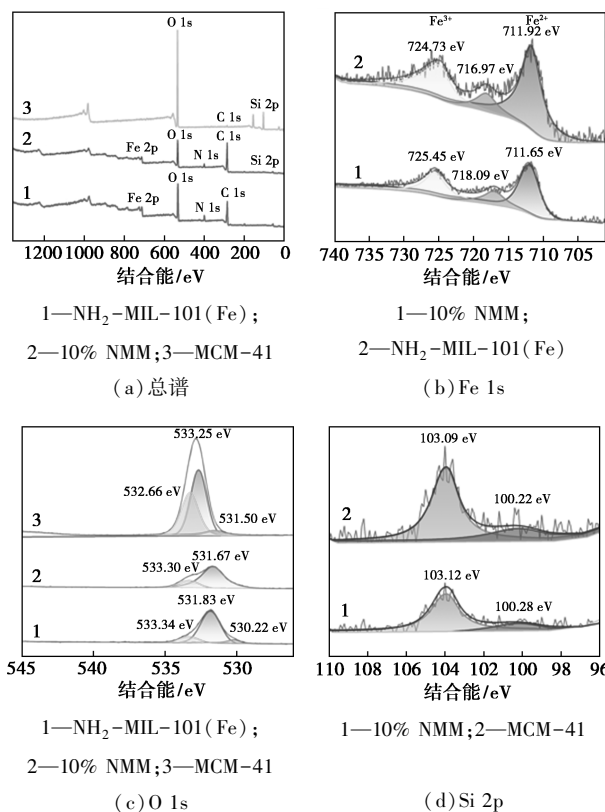 O 1s
Si 2p
C 1s
3
2
O 1s
C 1s
Fe 2p
N 1s
Si 2p
O 1s
C 1s
1
Fe 2p
N 1s
1200 1000 800 600 400 200 0
结合能/eV
1—NH₂-MIL-101(Fe);
2—10% NMM;3—MCM-41
(a)总谱
Fe³⁺ Fe²⁺
711.92 eV
724.73 eV
2
716.97 eV
725.45 eV
711.65 eV
1
718.09 eV
740 735 730 725 720 715 710 705
结合能/eV
1—10% NMM;
2—NH₂-MIL-101(Fe)
(b)Fe 1s
533.25 eV
532.66 eV
531.50 eV
3
531.67 eV
533.30 eV
2
531.83 eV
533.34 eV
530.22 eV
1
545 540 535 530
结合能/eV
1—NH₂-MIL-101(Fe);
2—10% NMM;3—MCM-41
(c)O 1s
103.09 eV
100.22 eV
2
103.12 eV
1
100.28 eV
110 108 106 104 102 100 98 96
结合能/eV
1—10% NMM;2—MCM-41
(d)Si 2p